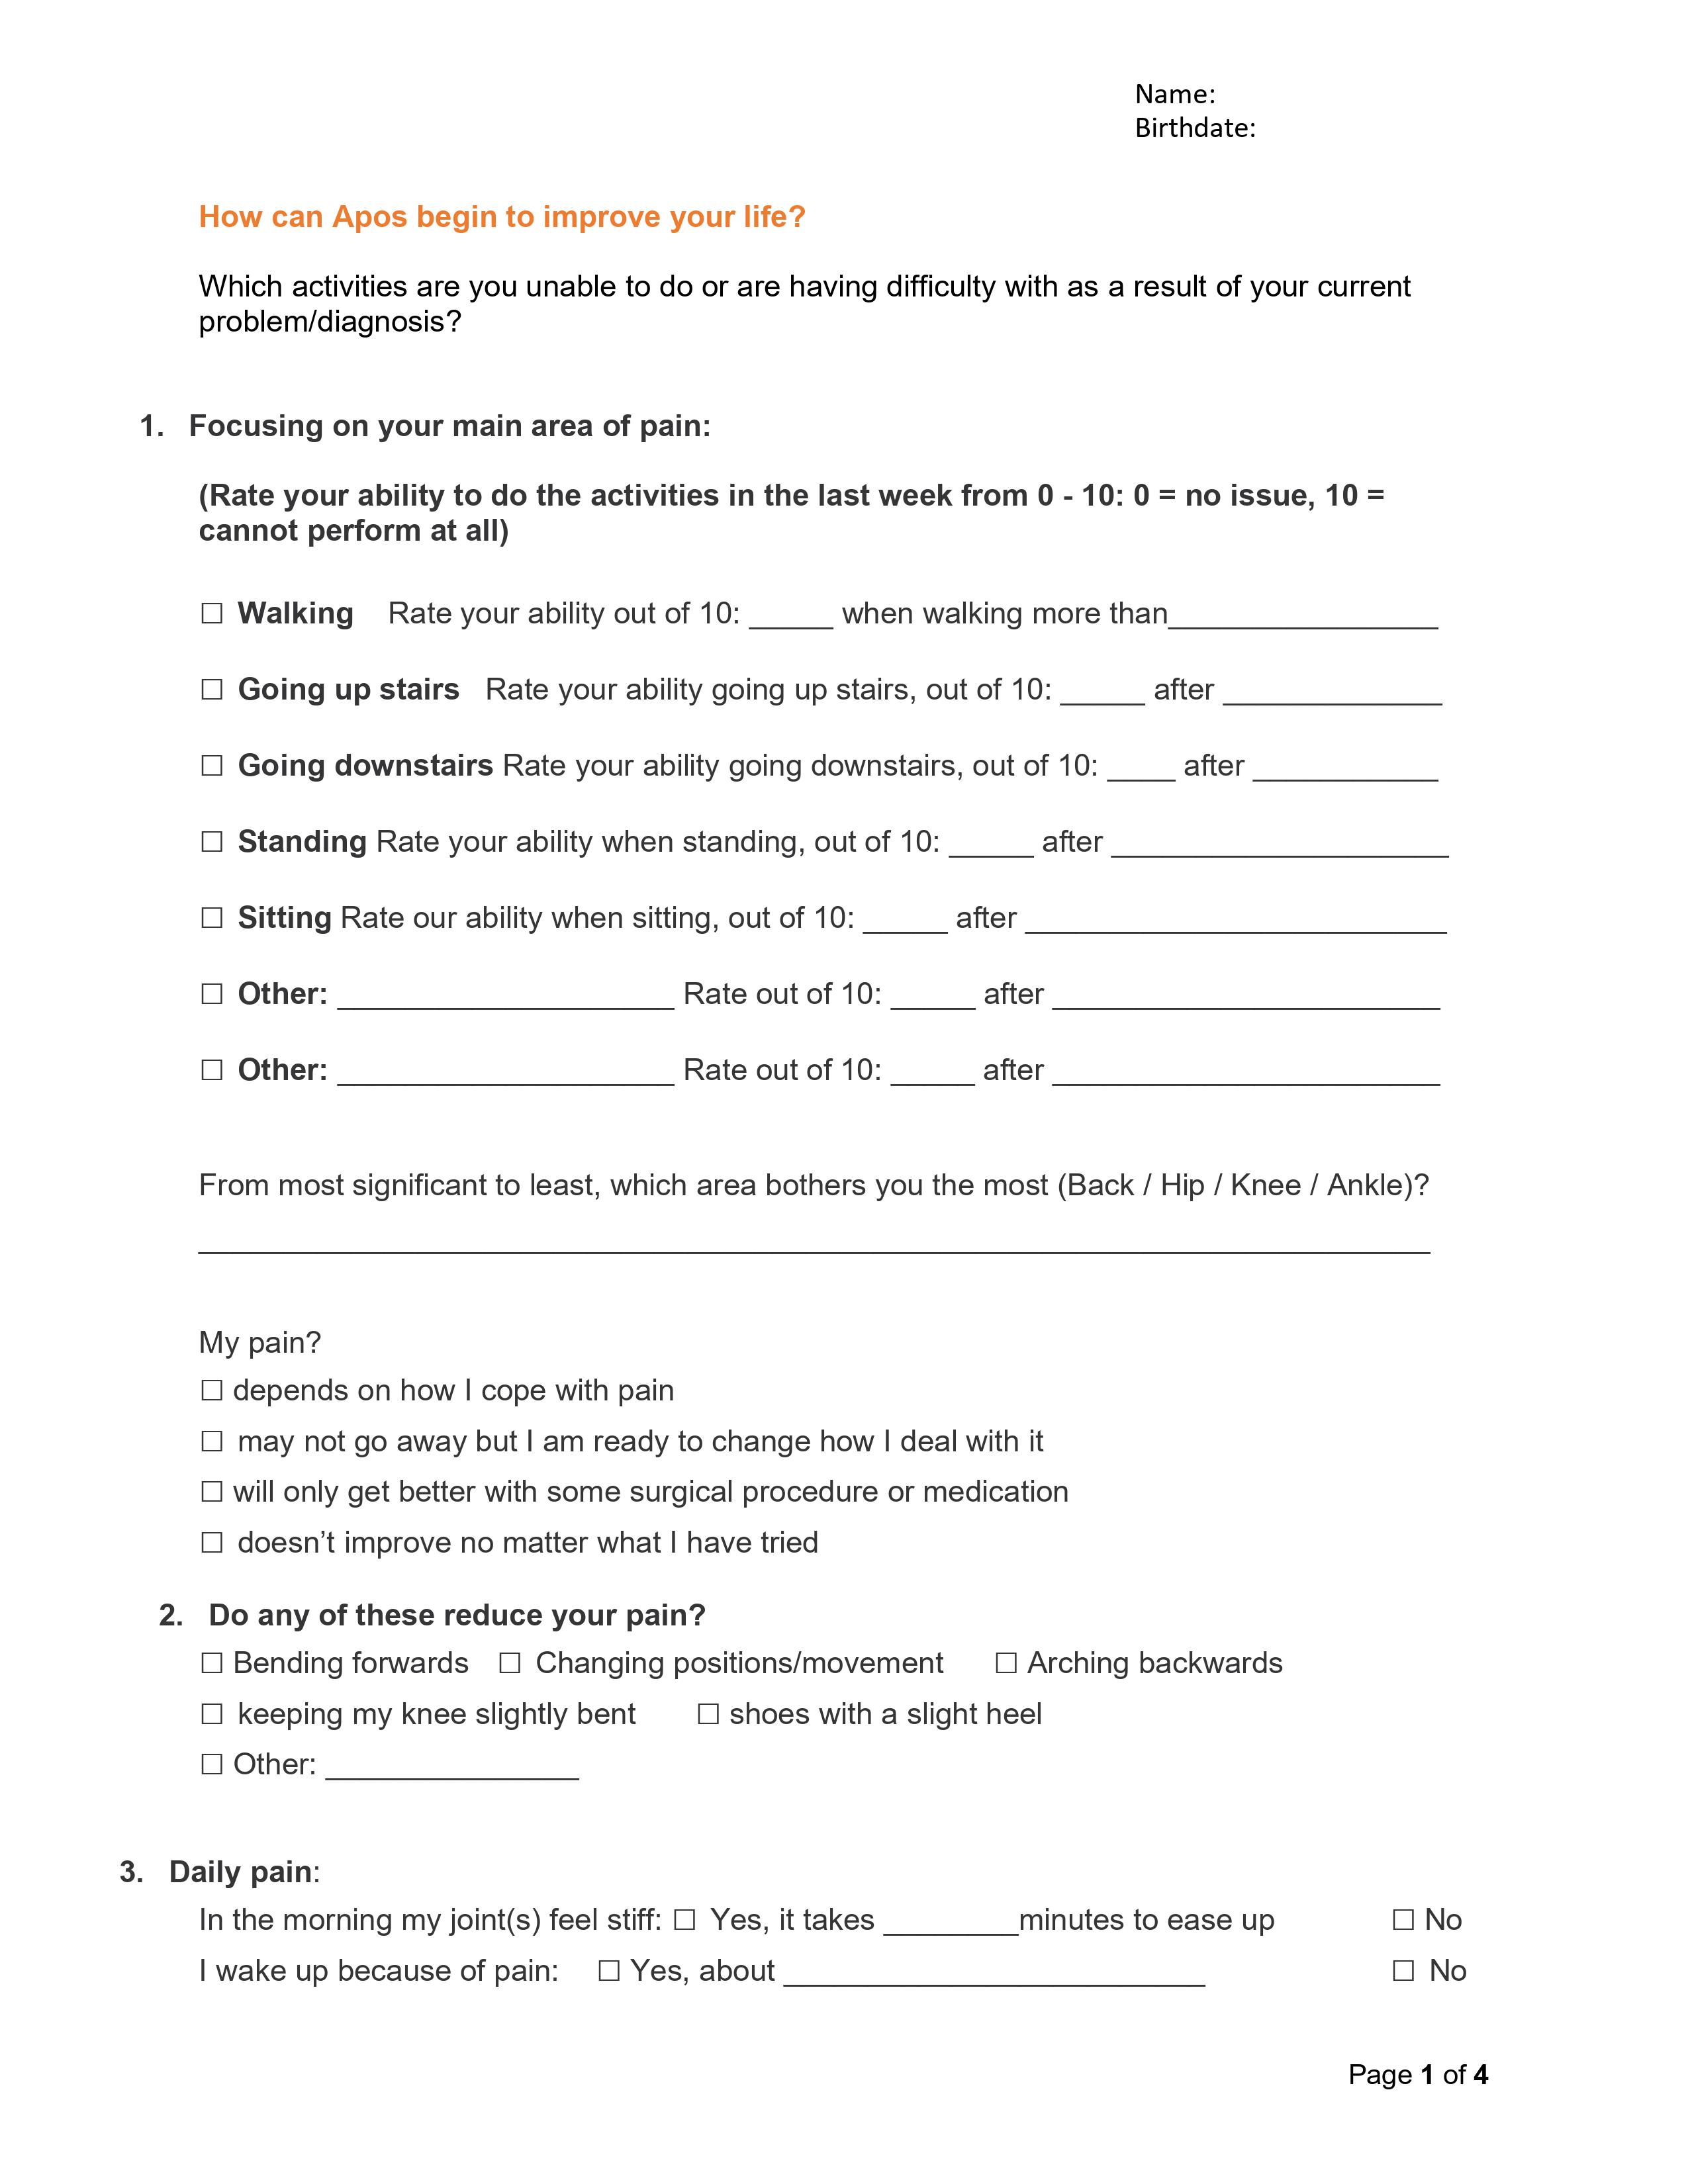 Name:
Birthdate:
How can Apos begin to improve your life?
Which activities are you unable to do or are having difficulty with as a result of your current
problem/diagnosis?
1. Focusing on your main area of pain:
(Rate your ability to do the activities in the last week from 0 - 10: 0 = no issue, 10 =
cannot perform at all)
☐ Walking Rate your ability out of 10: _____ when walking more than________________
☐ Going up stairs Rate your ability going up stairs, out of 10: _____ after _____________
☐ Going downstairs Rate your ability going downstairs, out of 10: ____ after ___________
☐ Standing Rate your ability when standing, out of 10: _____ after ____________________
☐ Sitting Rate our ability when sitting, out of 10: _____ after _________________________
☐ Other: ____________________ Rate out of 10: _____ after _______________________
☐ Other: ____________________ Rate out of 10: _____ after _______________________
From most significant to least, which area bothers you the most (Back / Hip / Knee / Ankle)?
_________________________________________________________________________
My pain?
☐ depends on how I cope with pain
☐ may not go away but I am ready to change how I deal with it
☐ will only get better with some surgical procedure or medication
☐ doesn’t improve no matter what I have tried
2. Do any of these reduce your pain?
☐ Bending forwards ☐ Changing positions/movement ☐ Arching backwards
☐ keeping my knee slightly bent ☐ shoes with a slight heel
☐ Other: _______________
3. Daily pain:
In the morning my joint(s) feel stiff: ☐ Yes, it takes ________minutes to ease up ☐ No
I wake up because of pain: ☐ Yes, about _________________________ ☐ No
Page 1 of 4